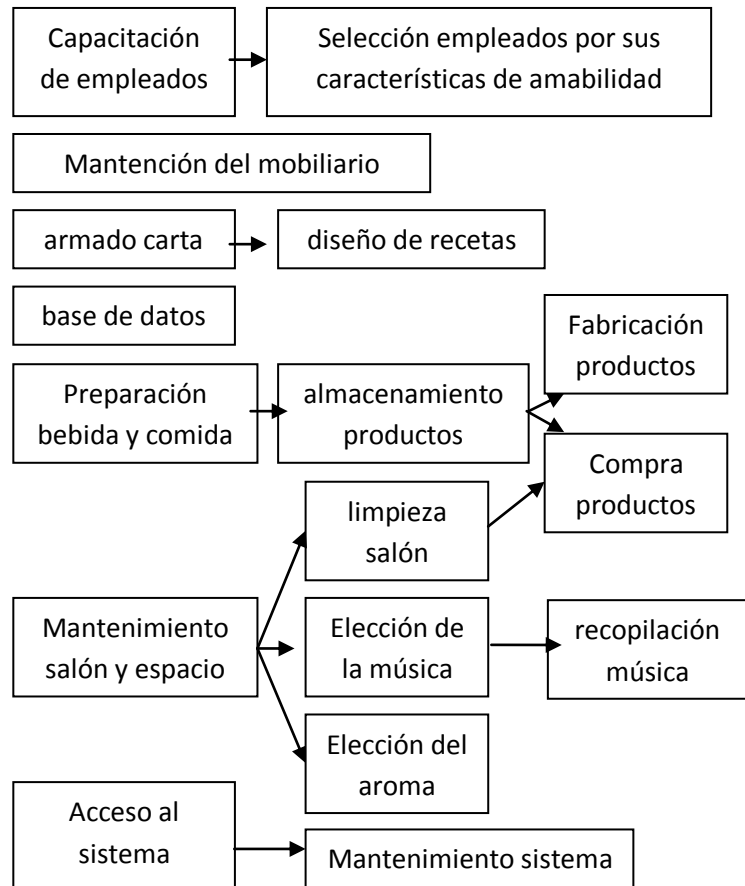 Capacitación
de empleados
Selección empleados por sus
características de amabilidad
Mantención del mobiliario
armado carta
diseño de recetas
base de datos
Fabricación
productos
Preparación
bebida y comida
almacenamiento
productos
Compra
productos
limpieza
salón
Mantenimiento
salón y espacio
Elección de
la música
recopilación
música
Elección del
aroma
Acceso al
sistema
Mantenimiento sistema